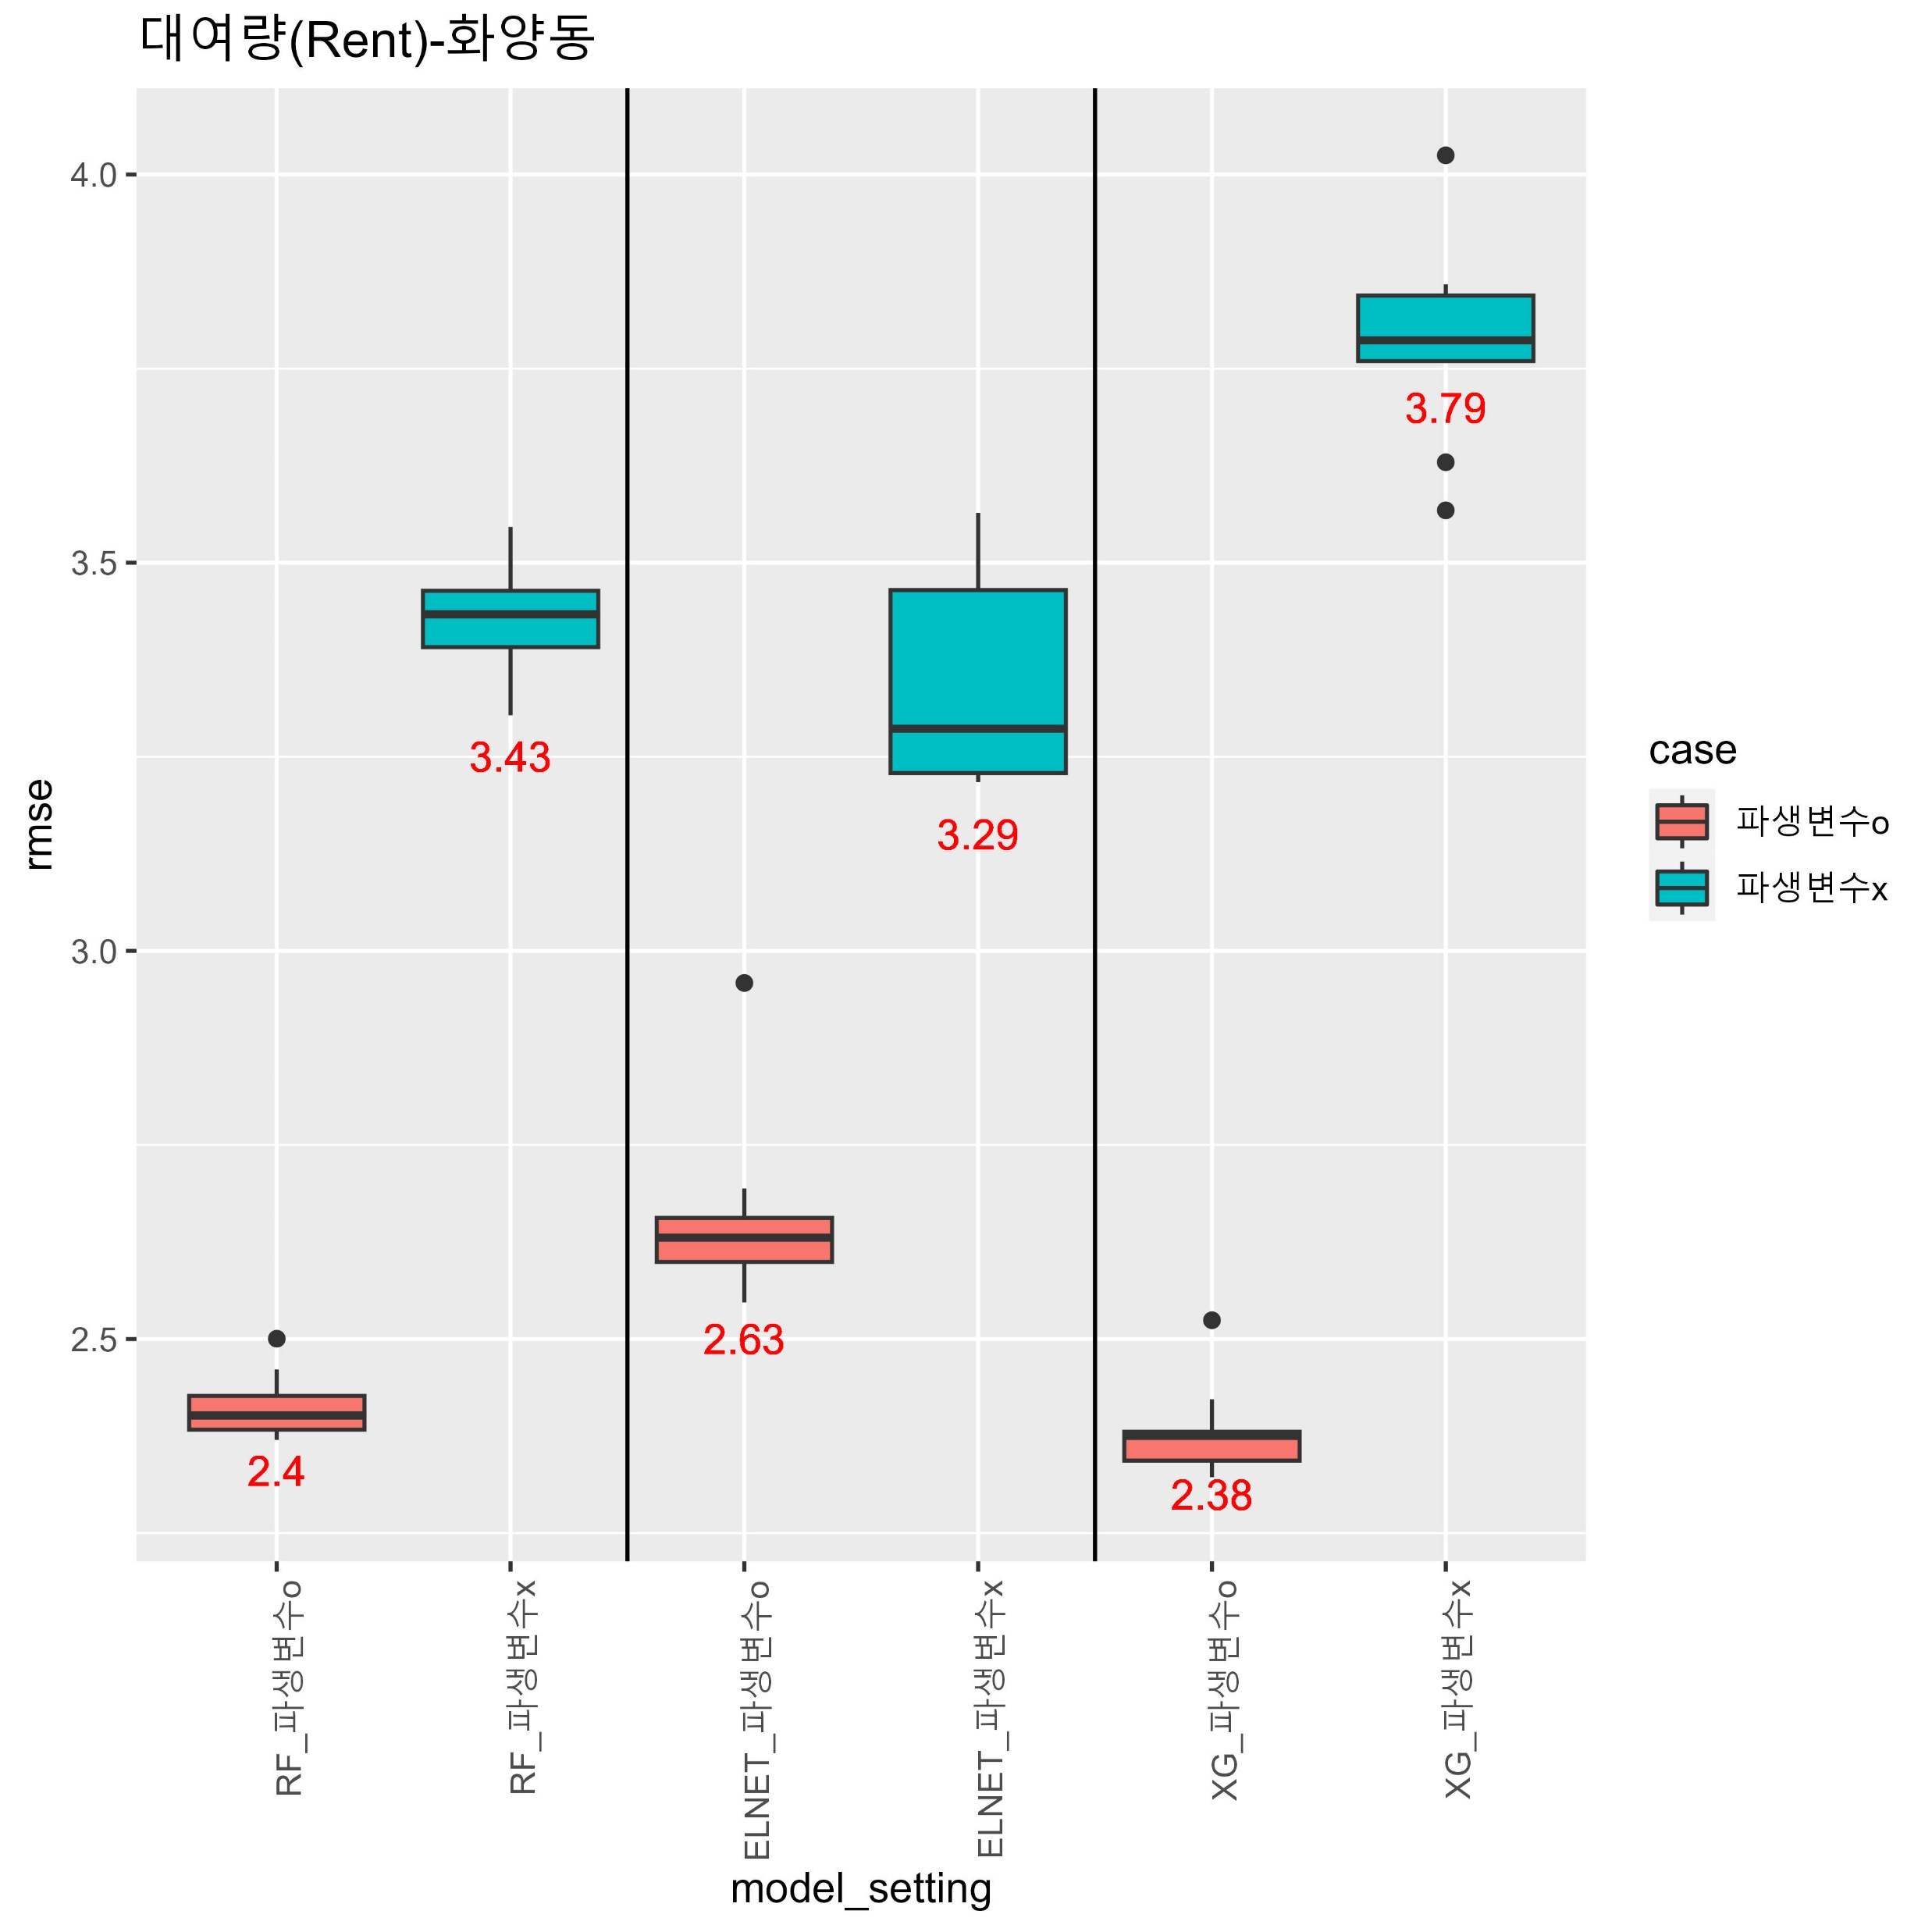 대여량(Rent)-화양동
rmse
4.0
3.5
3.0
2.5
2.4
3.43
2.63
3.29
2.38
3.79
RF_파생변수o
RF_파생변수x
ELNET_파생변수o
ELNET_파생변수x
XG_파생변수o
XG_파생변수x
model_setting
case
파생변수o
파생변수x